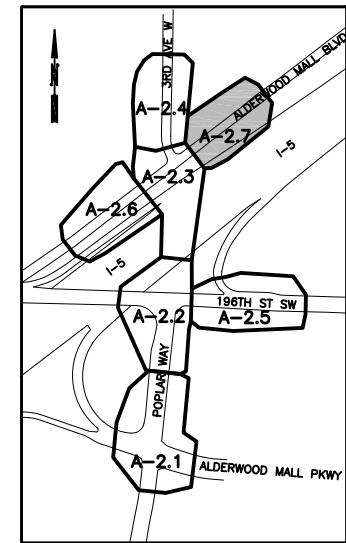 3RD AVE W
ALDERWOOD MALL BLVD
A-2.4
A-2.7
I-5
A-2.3
A-2.6
I-5
196TH ST SW
A-2.5
A-2.2
POPLAR WAY
A-2.1
ALDERWOOD MALL PKWY